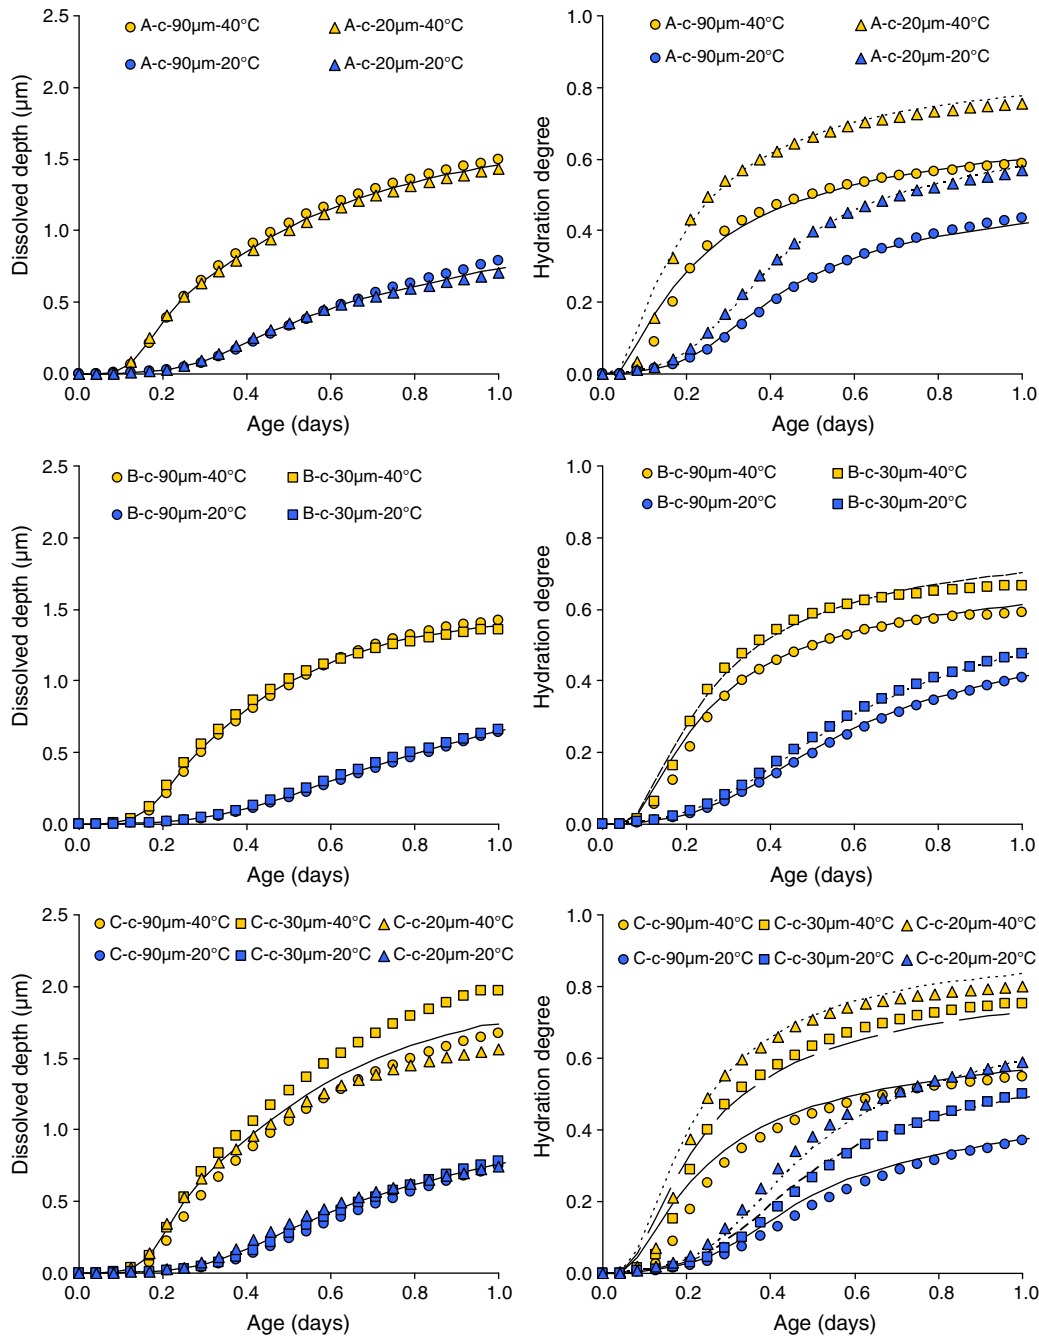 2.5
2.0
1.5
1.0
0.5
0.0
Dissolved depth (µm)
A-c-90µm-40°C
A-c-20µm-40°C
A-c-90µm-20°C
A-c-20µm-20°C
0.0 0.2 0.4 0.6 0.8 1.0
Age (days)
1.0
0.8
0.6
0.4
0.2
0.0
Hydration degree
A-c-90µm-40°C
A-c-20µm-40°C
A-c-90µm-20°C
A-c-20µm-20°C
0.0 0.2 0.4 0.6 0.8 1.0
Age (days)
2.5
2.0
1.5
1.0
0.5
0.0
Dissolved depth (µm)
B-c-90µm-40°C
B-c-30µm-40°C
B-c-90µm-20°C
B-c-30µm-20°C
0.0 0.2 0.4 0.6 0.8 1.0
Age (days)
1.0
0.8
0.6
0.4
0.2
0.0
Hydration degree
B-c-90µm-40°C
B-c-30µm-40°C
B-c-90µm-20°C
B-c-30µm-20°C
0.0 0.2 0.4 0.6 0.8 1.0
Age (days)
2.5
2.0
1.5
1.0
0.5
0.0
Dissolved depth (µm)
C-c-90µm-40°C C-c-30µm-40°C C-c-20µm-40°C
C-c-90µm-20°C C-c-30µm-20°C C-c-20µm-20°C
0.0 0.2 0.4 0.6 0.8 1.0
Age (days)
1.0
0.8
0.6
0.4
0.2
0.0
Hydration degree
C-c-90µm-40°C C-c-30µm-40°C C-c-20µm-40°C
C-c-90µm-20°C C-c-30µm-20°C C-c-20µm-20°C
0.0 0.2 0.4 0.6 0.8 1.0
Age (days)